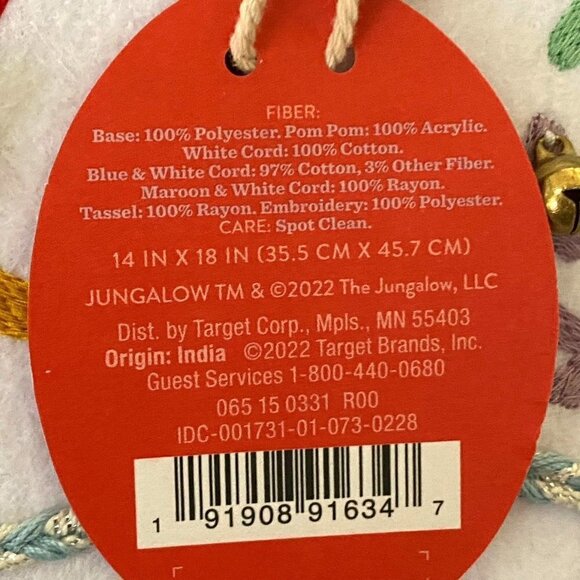 FIBER:
Base: 100% Polyester. Pom Pom: 100% Acrylic.
White Cord: 100% Cotton.
Blue & White Cord: 97% Cotton, 3% Other Fiber.
Maroon & White Cord: 100% Rayon.
Tassel: 100% Rayon. Embroidery: 100% Polyester.
CARE: Spot Clean.
14 IN X 18 IN (35.5 CM X 45.7 CM)
JUNGALOW TM & ©2022 The Jungalow, LLC
Dist. by Target Corp., Mpls., MN 55403
Origin: India ©2022 Target Brands, Inc.
Guest Services 1-800-440-0680
065 15 0331 R00
IDC-001731-01-073-0228
1 91908 91634 7